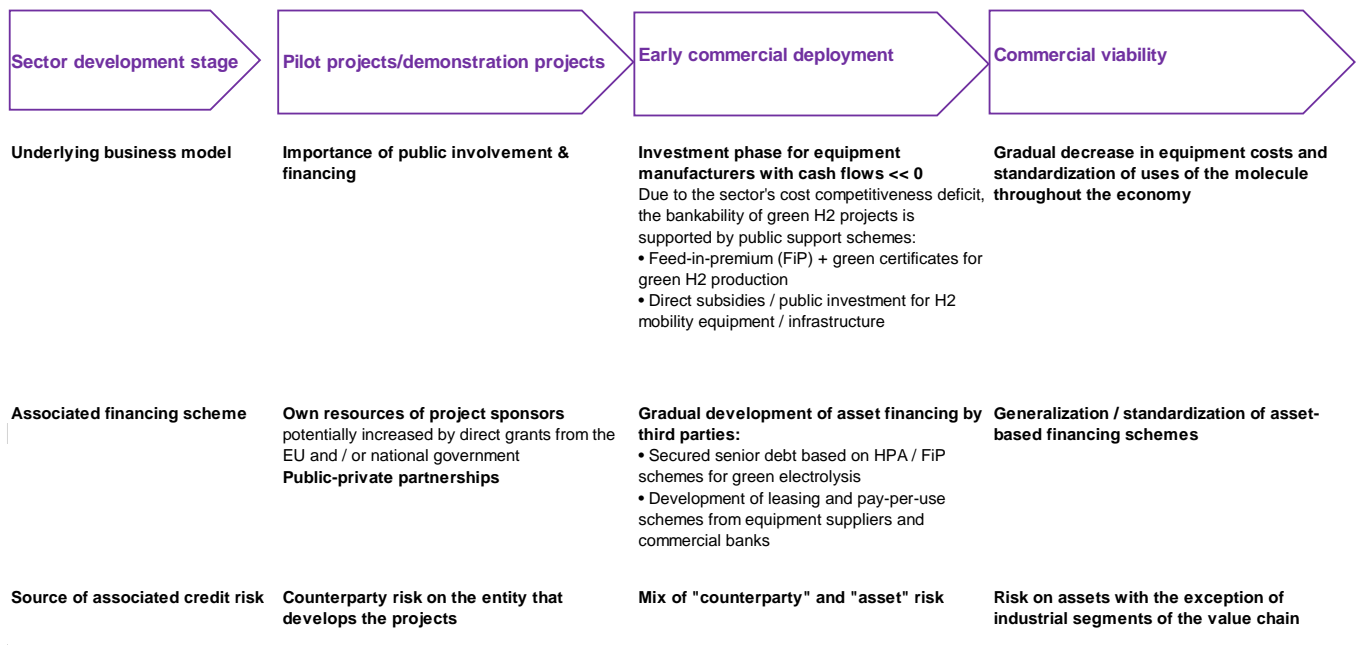 Sector development stage
Pilot projects/demonstration projects
Early commercial deployment
Commercial viability
Underlying business model
Importance of public involvement &
financing
Investment phase for equipment
manufacturers with cash flows << 0
Due to the sector's cost competitiveness deficit,
the bankability of green H2 projects is
supported by public support schemes:
• Feed-in-premium (FiP) + green certificates for
green H2 production
• Direct subsidies / public investment for H2
mobility equipment / infrastructure
Gradual decrease in equipment costs and
standardization of uses of the molecule
throughout the economy
Associated financing scheme
Own resources of project sponsors
potentially increased by direct grants from the
EU and / or national government
Public-private partnerships
Gradual development of asset financing by
third parties:
• Secured senior debt based on HPA / FiP
schemes for green electrolysis
• Development of leasing and pay-per-use
schemes from equipment suppliers and
commercial banks
Generalization / standardization of asset-
based financing schemes
Source of associated credit risk
Counterparty risk on the entity that
develops the projects
Mix of "counterparty" and "asset" risk
Risk on assets with the exception of
industrial segments of the value chain